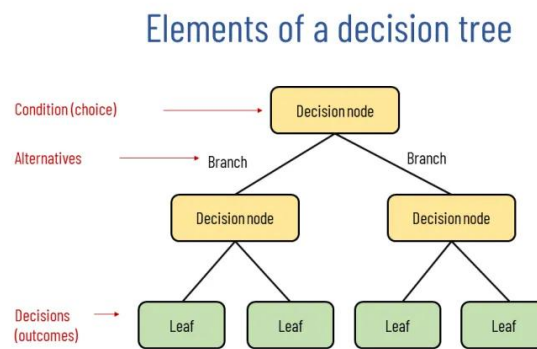 Elements of a decision tree
Condition (choice)
Decision node
Alternatives
Branch
Branch
Decision node
Decision node
Decisions
(outcomes)
Leaf
Leaf
Leaf
Leaf